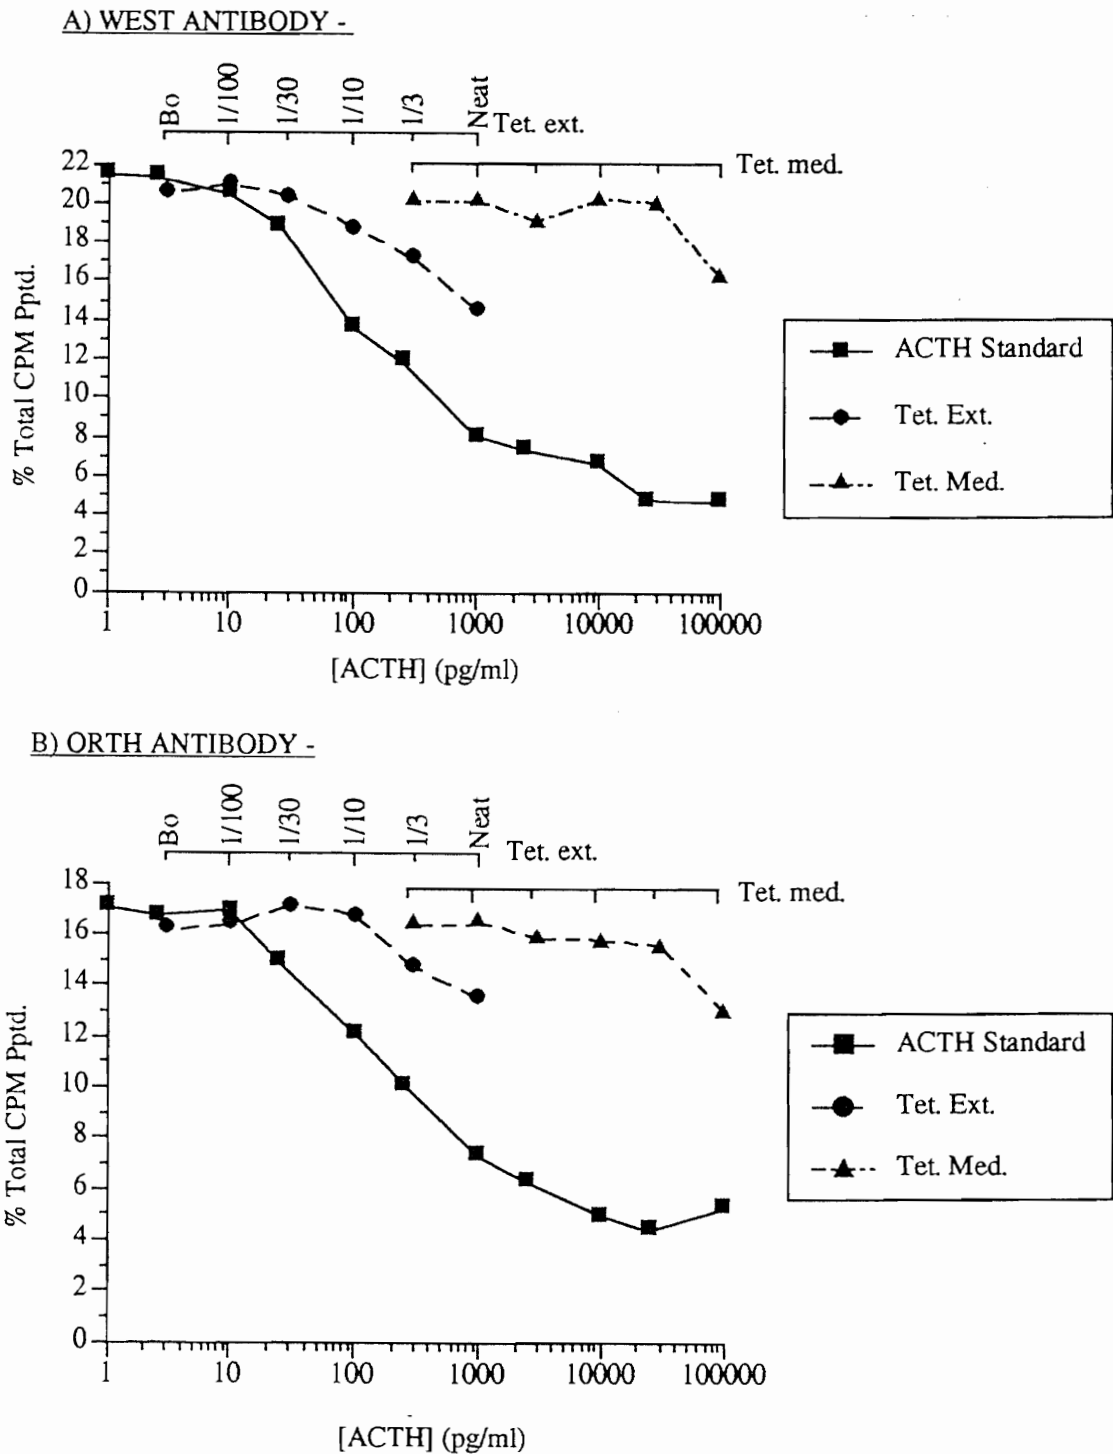 A) WEST ANTIBODY -
Bo
1/100
1/30
1/10
1/3
Neat
Tet. ext.
Tet. med.
22
20
18
16
14
12
10
8
6
4
2
0
% Total CPM Pptd.
1
10
100
1000
10000
100000
[ACTH] (pg/ml)
ACTH Standard
Tet. Ext.
Tet. Med.
B) ORTH ANTIBODY -
Bo
1/100
1/30
1/10
1/3
Neat
Tet. ext.
Tet. med.
18
16
14
12
10
8
6
4
2
0
% Total CPM Pptd.
1
10
100
1000
10000
100000
[ACTH] (pg/ml)
ACTH Standard
Tet. Ext.
Tet. Med.